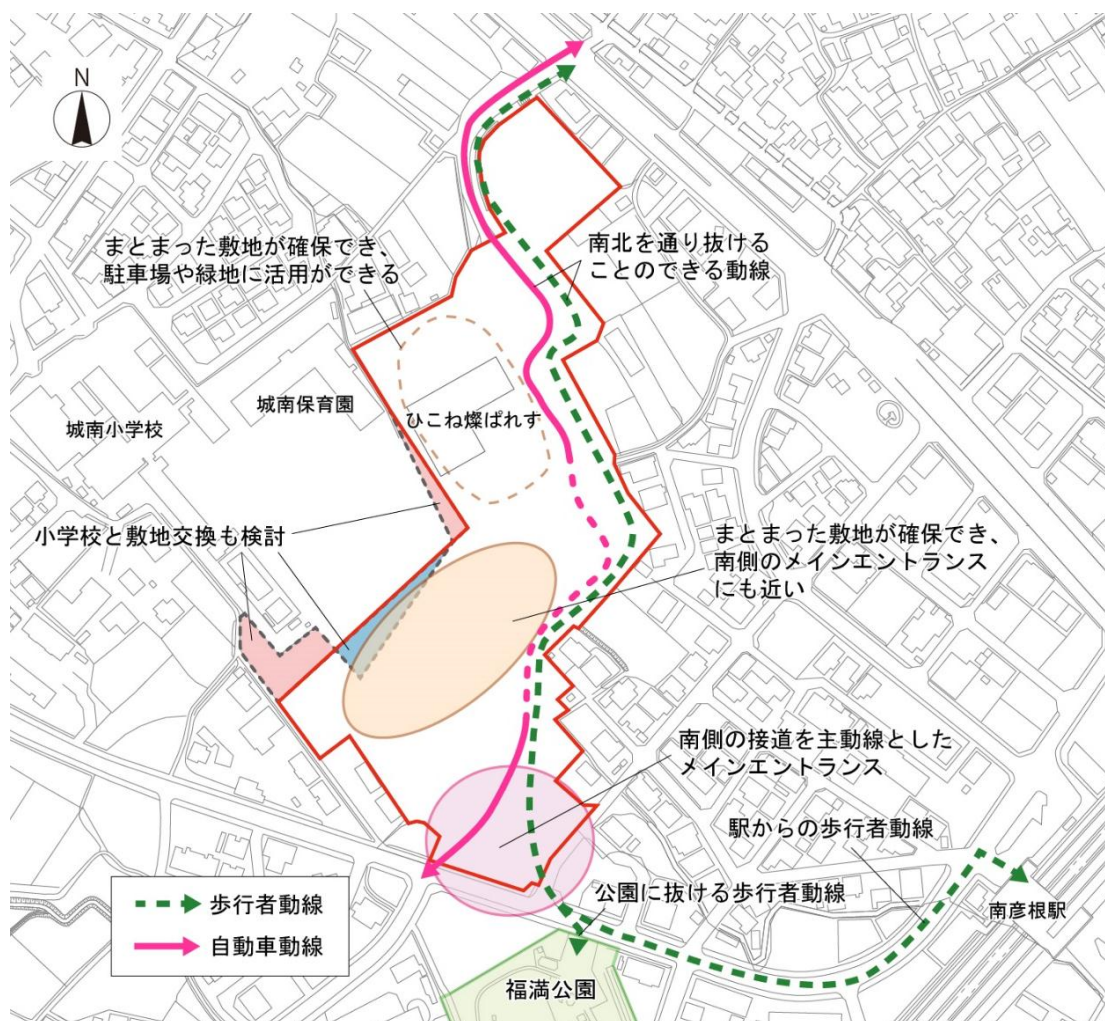 N
まとまった敷地が確保でき、
駐車場や緑地に活用ができる
南北を通り抜ける
ことのできる動線
城南保育園
城南小学校
ひこね燦ぱれす
小学校と敷地交換も検討
まとまった敷地が確保でき、
南側のメインエントランス
にも近い
南側の接道を主動線とした
メインエントランス
駅からの歩行者動線
公園に抜ける歩行者動線
南彦根駅
福満公園
歩行者動線
自動車動線